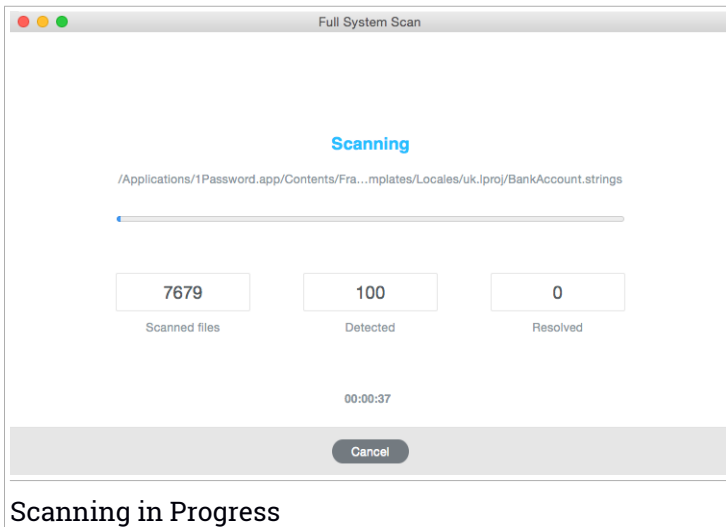 Full System Scan
Scanning
/Applications/1Password.app/Contents/Fra...mplates/Locales/uk.lproj/BankAccount.strings
7679 100 0
Scanned files Detected Resolved
00:00:37
Cancel
Scanning in Progress